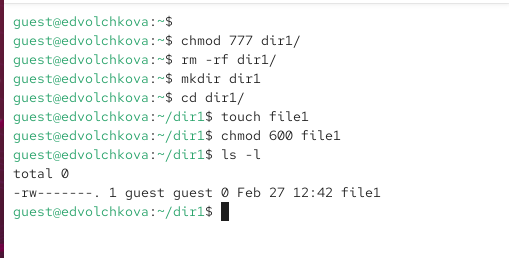 guest@edvolchkova:~$
guest@edvolchkova:~$ chmod 777 dir1/
guest@edvolchkova:~$ rm -rf dir1/
guest@edvolchkova:~$ mkdir dir1
guest@edvolchkova:~$ cd dir1/
guest@edvolchkova:~/dir1$ touch file1
guest@edvolchkova:~/dir1$ chmod 600 file1
guest@edvolchkova:~/dir1$ ls -l
total 0
-rw-------. 1 guest guest 0 Feb 27 12:42 file1
guest@edvolchkova:~/dir1$